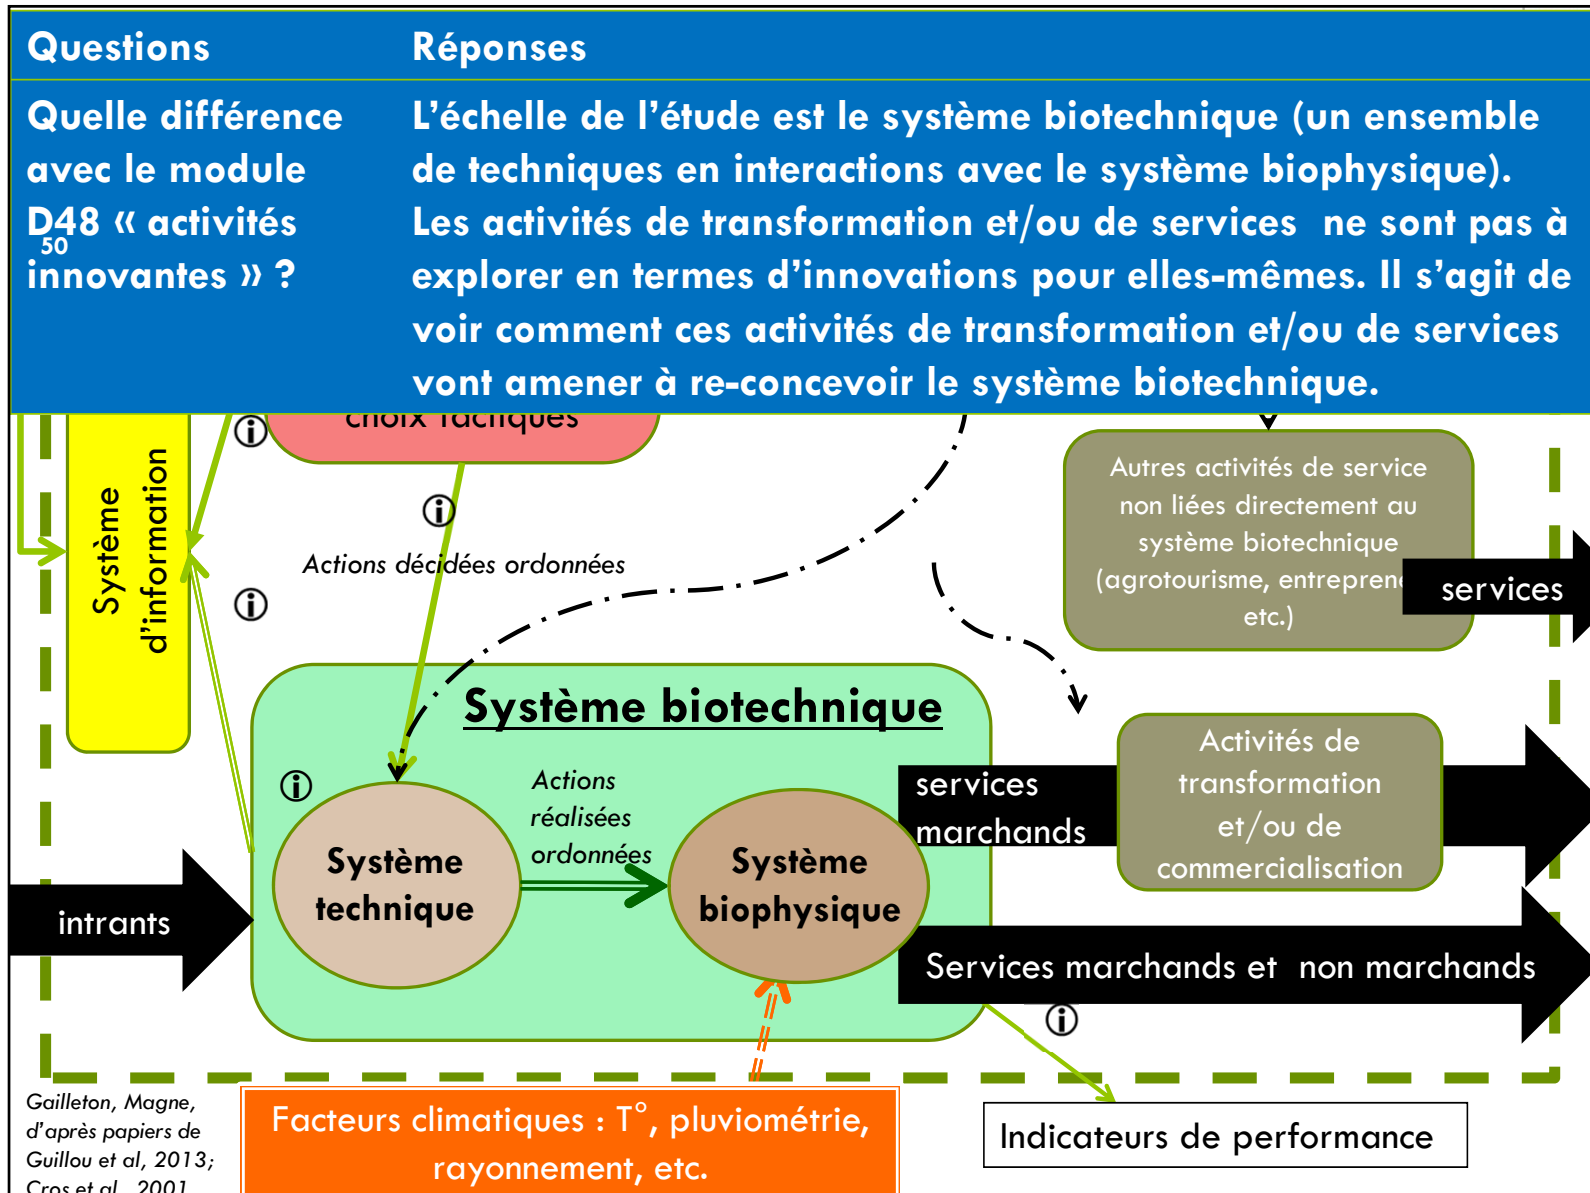 Questions
Réponses
Quelle différence
avec le module
D48 « activités
50
innovantes » ?
L’échelle de l’étude est le système biotechnique (un ensemble
de techniques en interactions avec le système biophysique).
Les activités de transformation et/ou de services ne sont pas à
explorer en termes d’innovations pour elles-mêmes. Il s’agit de
voir comment ces activités de transformation et/ou de services
vont amener à re-concevoir le système biotechnique.
choix tactiques
Système
d’information
Actions décidées ordonnées
Autres activités de service
non liées directement au
système biotechnique
(agrotourisme,
etc.)
services
Système biotechnique
Actions
réalisées
ordonnées
Système
technique
Système
biophysique
services
marchands
Activités de
transformation
et/ou de
commercialisation
intrants
Services marchands et non marchands
Gailleton, Magne,
d’après papiers de
Guillou et al, 2013;
Cros et al., 2001
Facteurs climatiques : T°, pluviométrie,
rayonnement, etc.
Indicateurs de performance